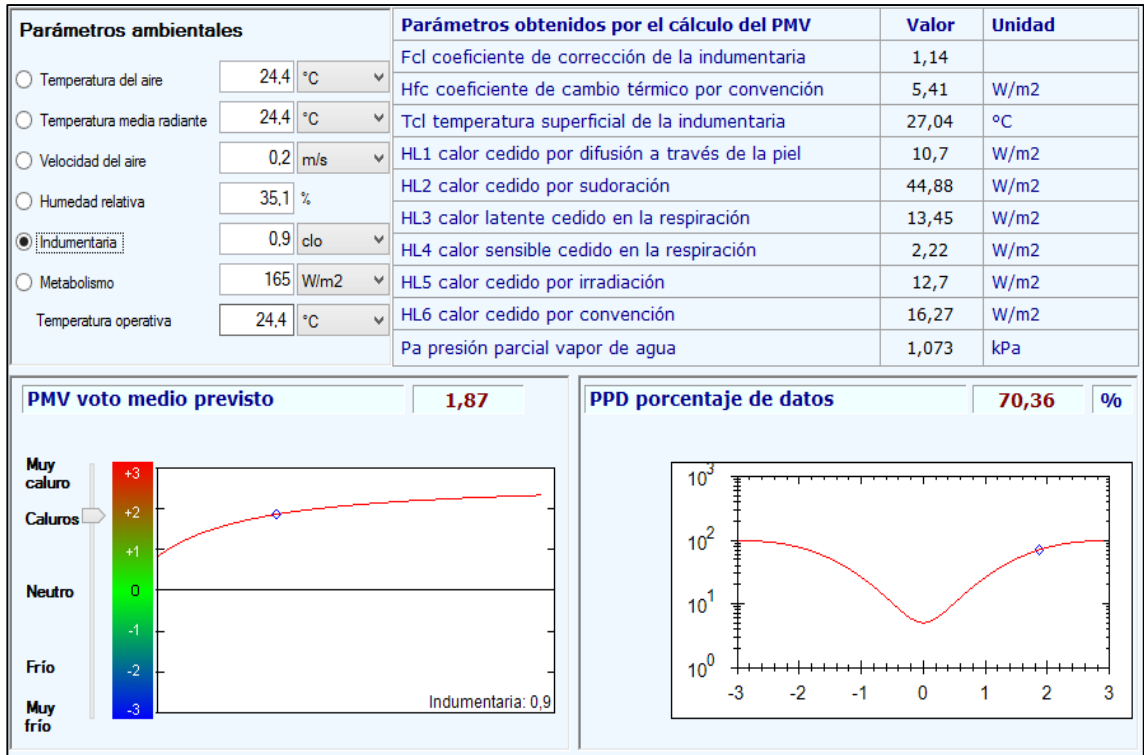 Parámetros ambientales
Temperatura del aire 24,4 °C
Temperatura media radiante 24,4 °C
Velocidad del aire 0,2 m/s
Humedad relativa 35,1 %
Indumentaria 0,9 clo
Metabolismo 165 W/m2
Temperatura operativa 24,4 °C
Parámetros obtenidos por el cálculo del PMV Valor Unidad
Fcl coeficiente de corrección de la indumentaria 1,14
Hfc coeficiente de cambio térmico por convención 5,41 W/m2
Tcl temperatura superficial de la indumentaria 27,04 °C
HL1 calor cedido por difusión a través de la piel 10,7 W/m2
HL2 calor cedido por sudoración 44,88 W/m2
HL3 calor latente cedido en la respiración 13,45 W/m2
HL4 calor sensible cedido en la respiración 2,22 W/m2
HL5 calor cedido por irradiación 12,7 W/m2
HL6 calor cedido por convención 16,27 W/m2
Pa presión parcial vapor de agua 1,073 kPa
PMV voto medio previsto 1,87
Muy
caluro
Caluros
Neutro
Frío
Muy
frío
+3
+2
+1
0
-1
-2
-3
Indumentaria: 0,9
PPD porcentaje de datos 70,36 %
10^3
10^2
10^1
10^0
-3 -2 -1 0 1 2 3